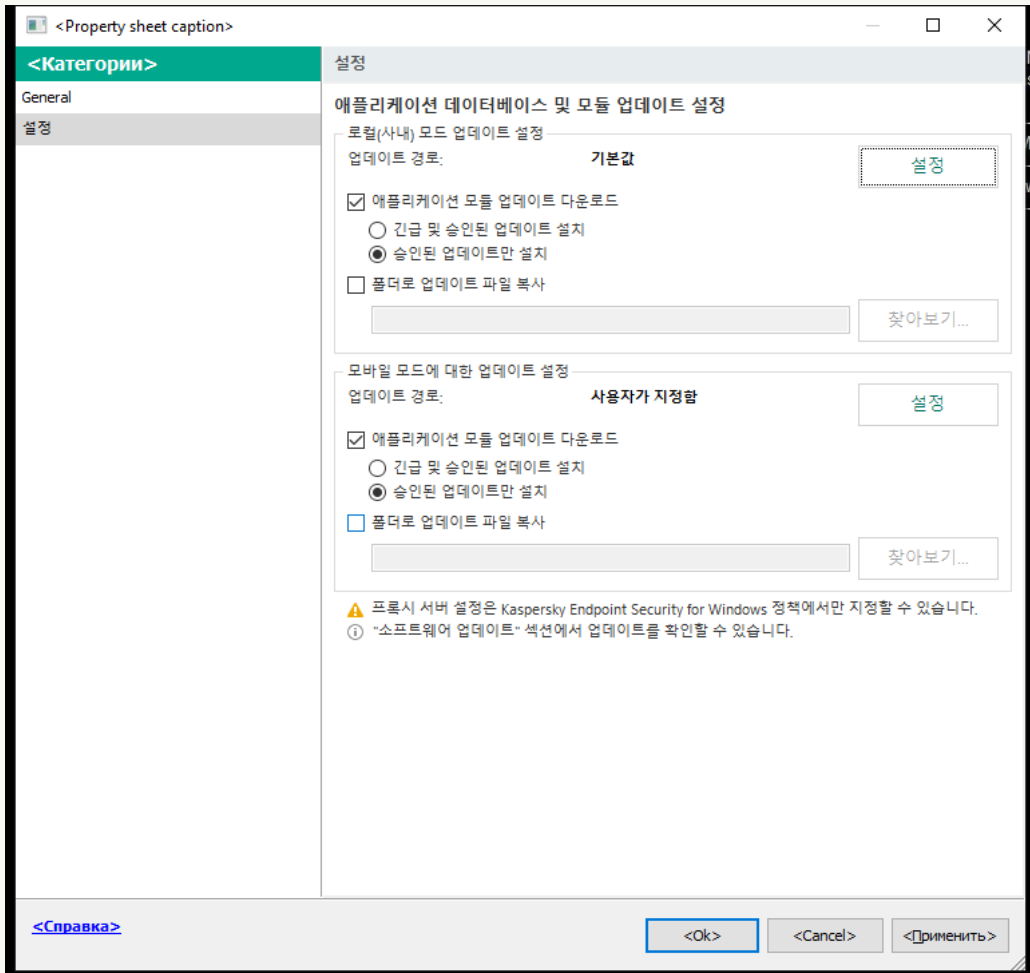 <Property sheet caption>
<Категории>
General
설정
설정
애플리케이션 데이터베이스 및 모듈 업데이트 설정
로컬(사내) 모드 업데이트 설정
업데이트 경로: 기본값 설정
애플리케이션 모듈 업데이트 다운로드
긴급 및 승인된 업데이트 설치
승인된 업데이트만 설치
폴더로 업데이트 파일 복사
찾아보기...
모바일 모드에 대한 업데이트 설정
업데이트 경로: 사용자가 지정함 설정
애플리케이션 모듈 업데이트 다운로드
긴급 및 승인된 업데이트 설치
승인된 업데이트만 설치
폴더로 업데이트 파일 복사
찾아보기...
프록시 서버 설정은 Kaspersky Endpoint Security for Windows 정책에서만 지정할 수 있습니다.
"소프트웨어 업데이트" 섹션에서 업데이트를 확인할 수 있습니다.
<Справка>
<Ok> <Cancel> <Применить>